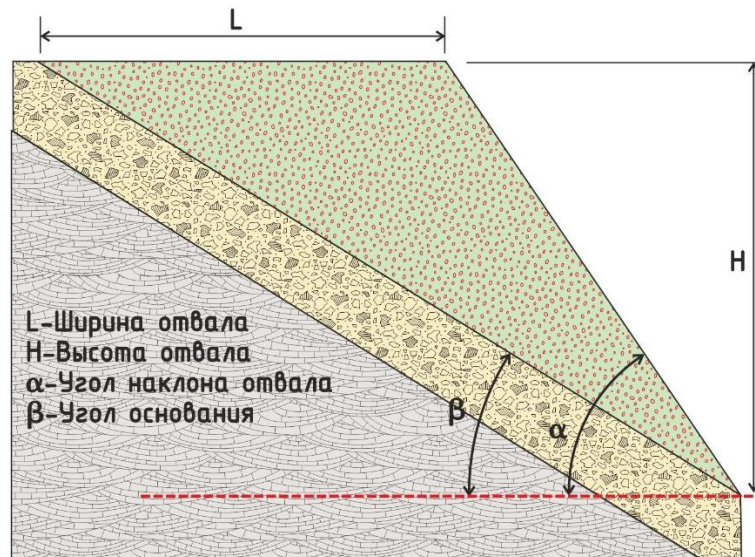 L
H
L-Ширина отвала
H-Высота отвала
α-Угол наклона отвала
β-Угол основания
β
α